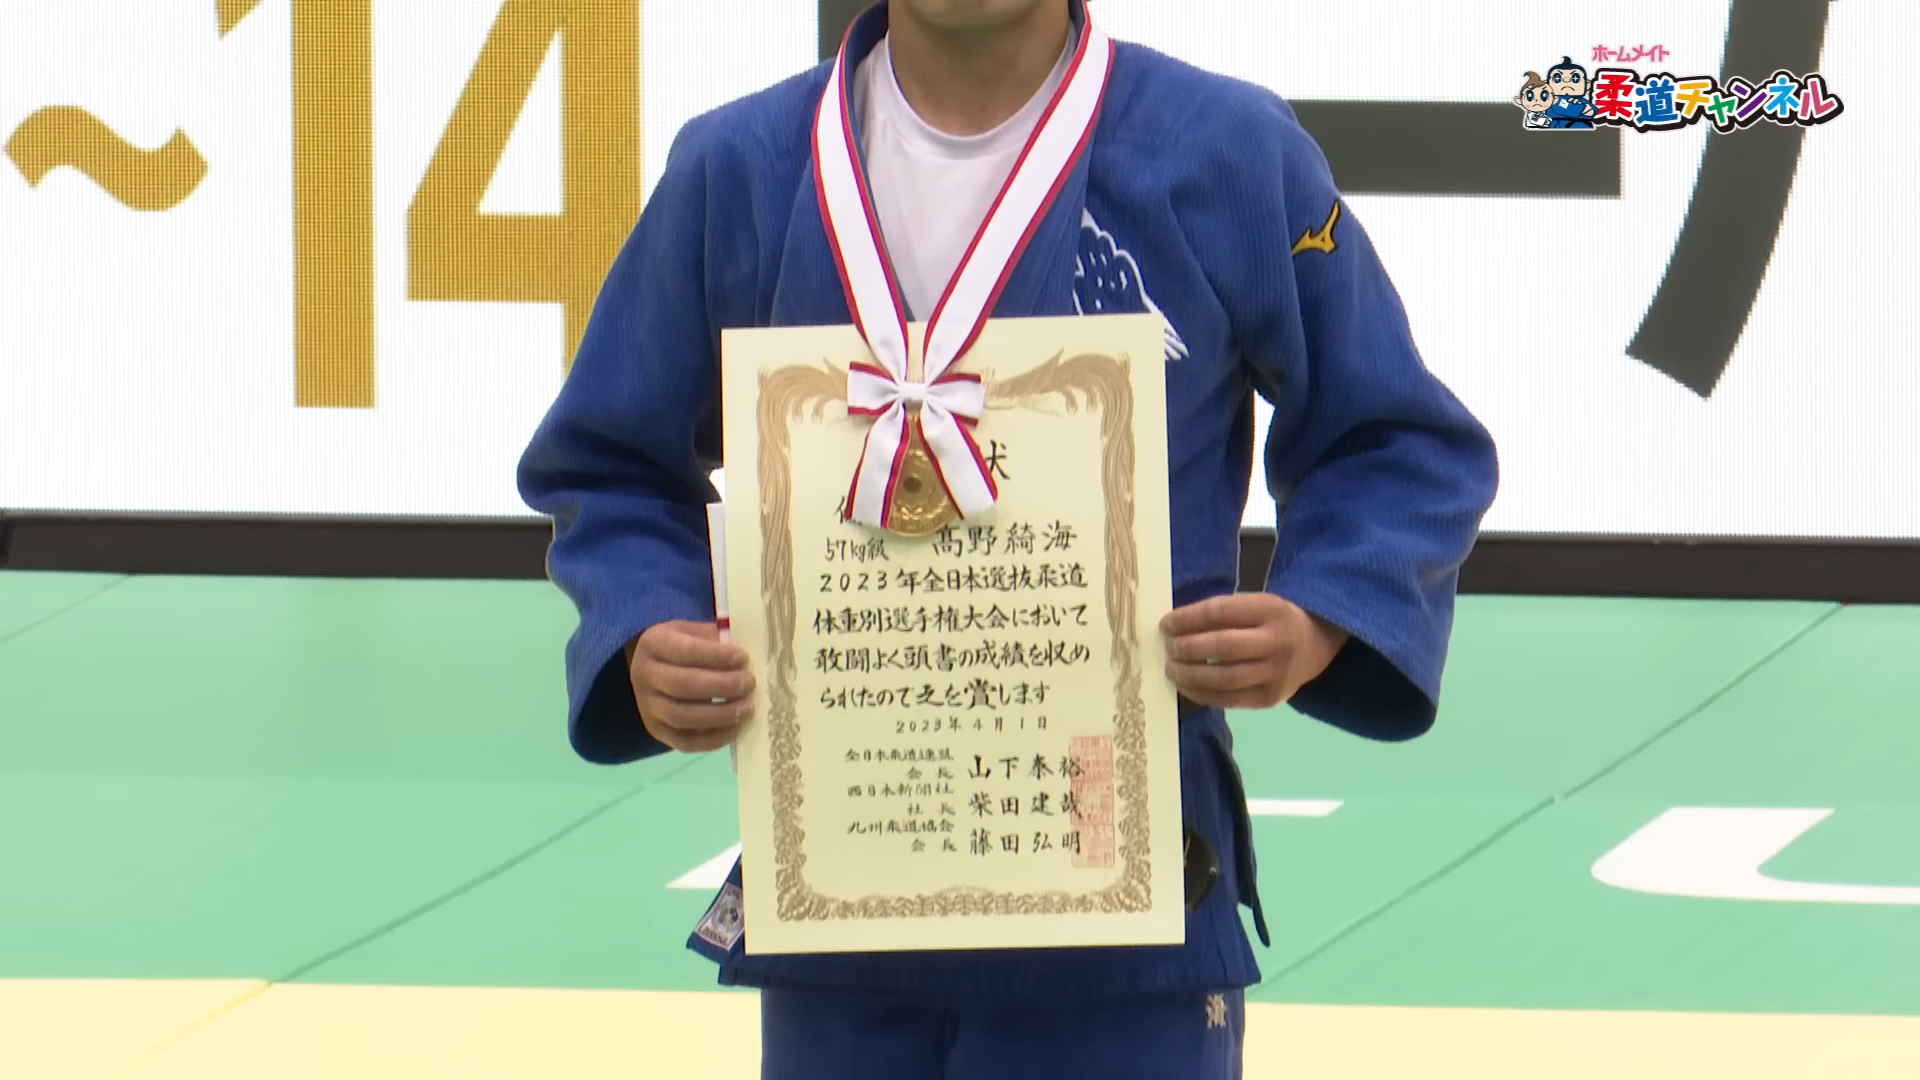 ~14
ホームメイト
柔道チャンネル
状
57kg級 髙野綺海
2023年全日本選抜柔道
体重別選手権大会において
敢闘よく頭書の成績を収め
られたので之を賞します
2023年4月1日
全日本柔道連盟
会長 山下泰裕
西日本新聞社
社長 柴田建哉
九州柔道協会
会長 藤田弘明
海